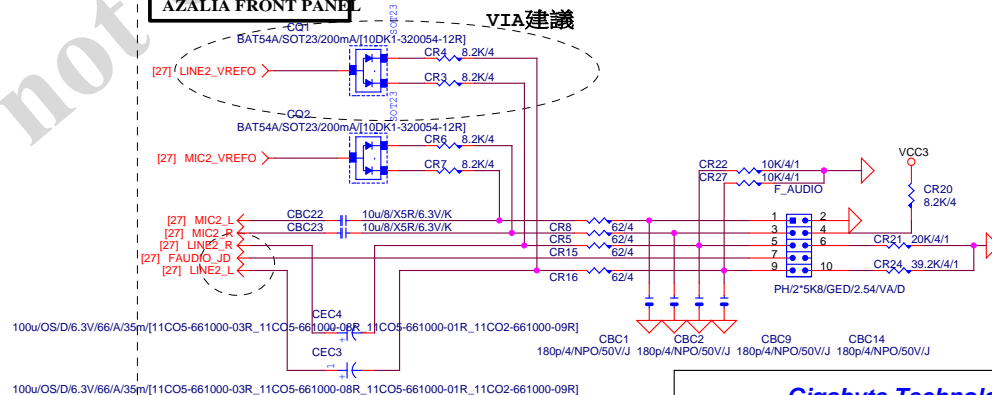 AZALIA FRONT PANEL
VIA建議
not
CQ1
SOT23
BAT54A/SOT23/200mA/[10DK1-320054-12R]
CR4 8.2K/4
[27] LINE2_VREFO
CR3 8.2K/4
SOT23
CQ2
BAT54A/SOT23/200mA/[10DK1-320054-12R]
CR6 8.2K/4
[27] MIC2_VREFO
CR7 8.2K/4
VCC3
CR22 10K/4/1
CR27 10K/4/1
F_AUDIO
CR20
8.2K/4
[27] MIC2_L CBC22 10u/8/X5R/6.3V/K
[27] MIC2_R CBC23 10u/8/X5R/6.3V/K
[27] LINE2_R
[27] FAUDIO_JD
[27] LINE2_L
CR8 62/4
CR5 62/4
CR15 62/4
CR16 62/4
1 2
3 4
5 6
7
9 10
CR21 20K/4/1
CR24 39.2K/4/1
PH/2*5K8/GED/2.54/VA/D
CEC4
100u/OS/D/6.3V/66/A/35m/[11CO5-661000-03R_11CO5-661000-08R_11CO5-661000-01R_11CO2-661000-09R]
CEC3
1
100u/OS/D/6.3V/66/A/35m/[11CO5-661000-03R_11CO5-661000-08R_11CO5-661000-01R_11CO2-661000-09R]
CBC1 CBC2 CBC9 CBC14
180p/4/NPO/50V/J 180p/4/NPO/50V/J 180p/4/NPO/50V/J 180p/4/NPO/50V/J